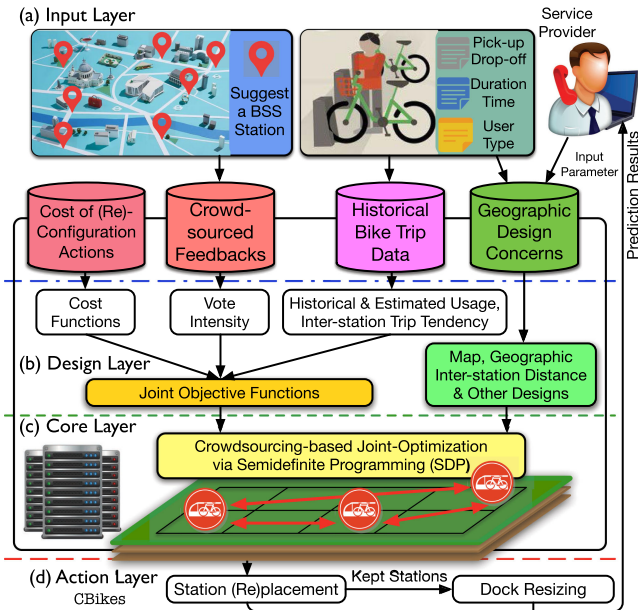 (a) Input Layer
Service
Provider
Suggest
a BSS
Station
Pick-up
Drop-off
Duration
Time
User
Type
Input
Parameter
Prediction Results
Cost of (Re)-
Configuration
Actions
Crowd-
sourced
Feedbacks
Historical
Bike Trip
Data
Geographic
Design
Concerns
Cost
Functions
Vote
Intensity
Historical & Estimated Usage,
Inter-station Trip Tendency
(b) Design Layer
Joint Objective Functions
Map, Geographic
Inter-station Distance
& Other Designs
(c) Core Layer
Crowdsourcing-based Joint-Optimization
via Semidefinite Programming (SDP)
(d) Action Layer
CBikes
Station (Re)placement
Kept Stations
Dock Resizing